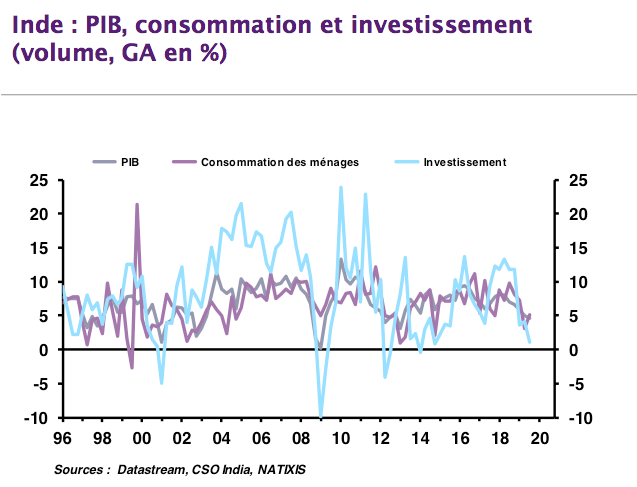 Inde : PIB, consommation et investissement
(volume, GA en %)
PIB Consommation des ménages Investissement
25 25
20 20
15 15
10 10
5 5
0 0
-5 -5
-10 -10
96 98 00 02 04 06 08 10 12 14 16 18 20
Sources : Datastream, CSO India, NATIXIS